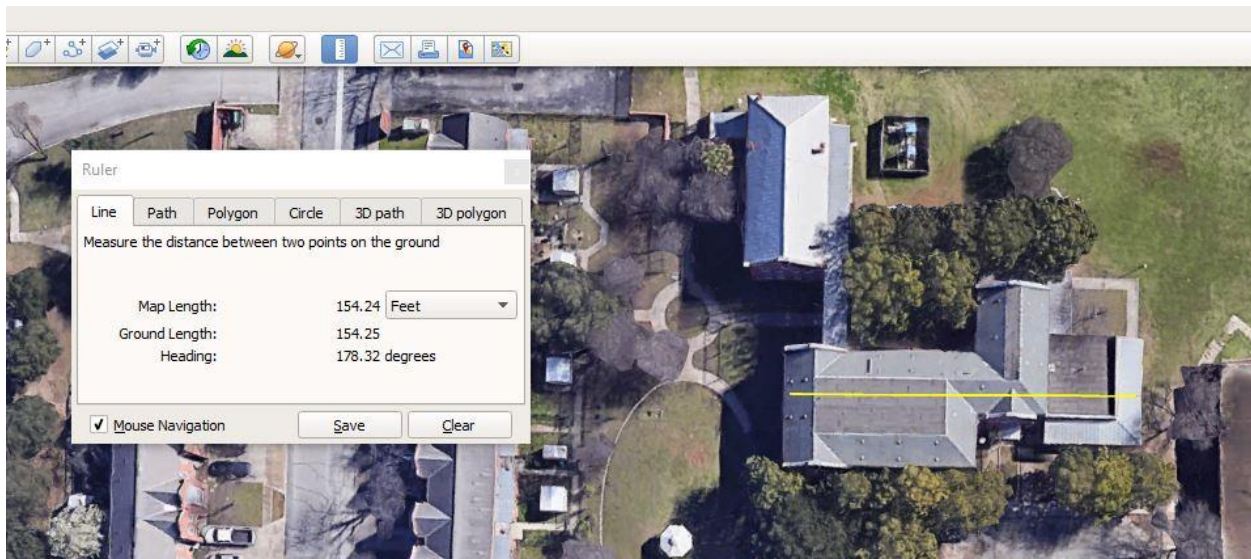 Ruler
Line Path Polygon Circle 3D path 3D polygon
Measure the distance between two points on the ground
Map Length: 154.24 Feet
Ground Length: 154.25
Heading: 178.32 degrees
Mouse Navigation Save Clear